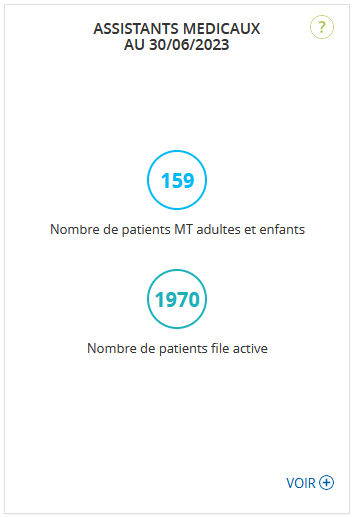 ASSISTANTS MEDICAUX
AU 30/06/2023
?
159
Nombre de patients MT adultes et enfants
1970
Nombre de patients file active
VOIR